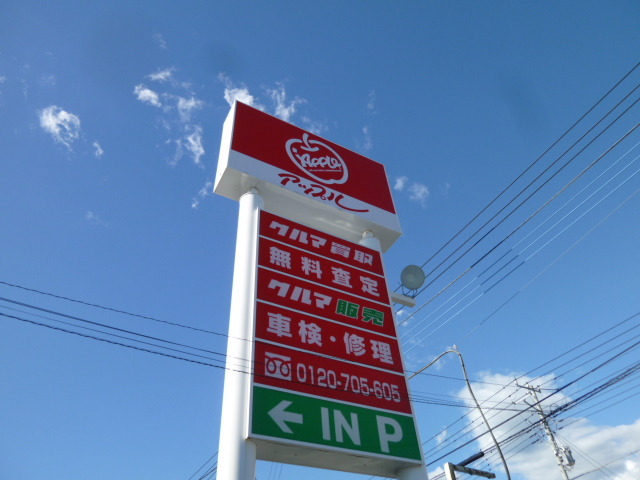 Apple
アップル
クルマ買取
無料査定
クルマ販売
車検・修理
0120-705-605
← IN P